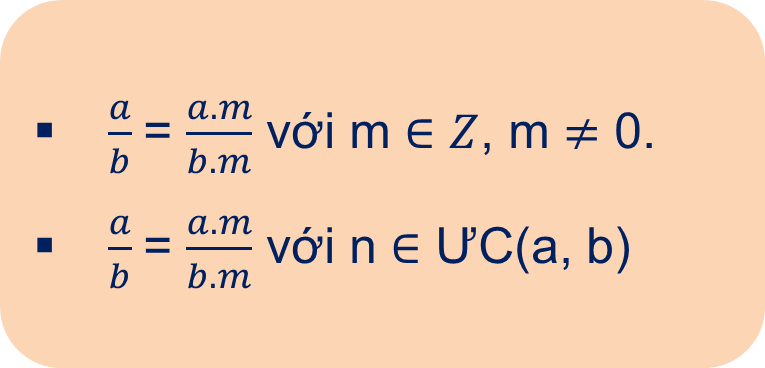 ▪ a/b = a.m/b.m với m ∈ Z, m ≠ 0.
▪ a/b = a.m/b.m với n ∈ ƯC(a, b)